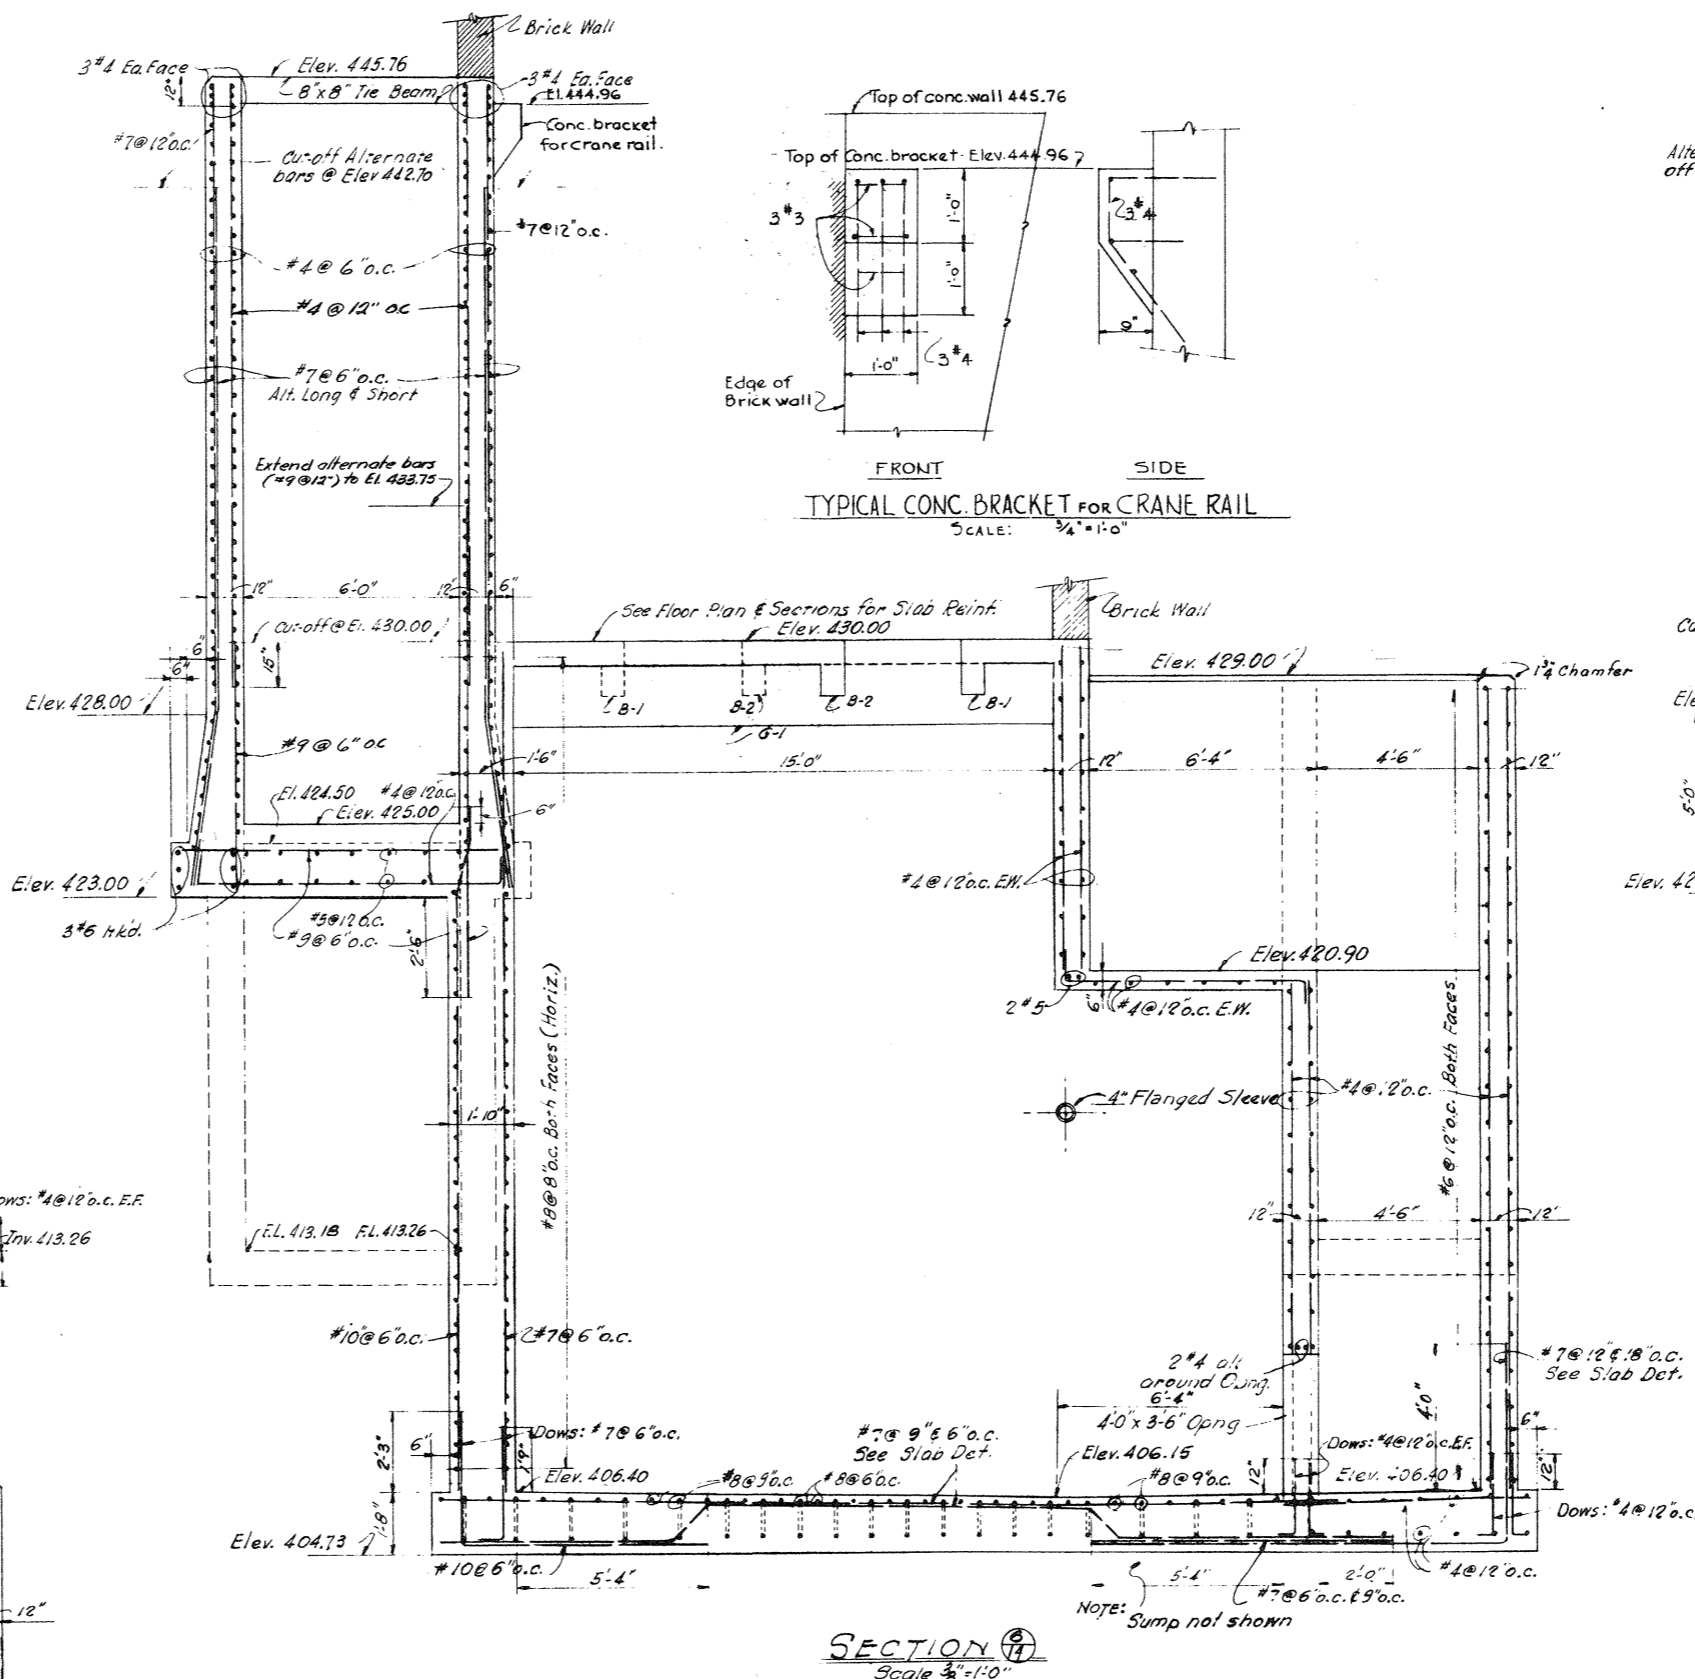 Brick Wall
3 #4 Ea. Face
Elev. 445.76
12"
8"x8" Tie Beam
3 #4 Ea. Face
El. 444.96
Conc. bracket
for crane rail.
#7@12"o.c.
Cut-off Alternate
bars @ Elev 442.70
#7@12"o.c.
#4@6"o.c.
#4@12" o.c
#7@6"o.c.
Alt. Long & Short
Extend alternate bars
(#9@12") to El. 433.75
Top of conc. wall 445.76
Top of Conc. bracket - Elev. 444.96
3#3
1'-0"
1'-0"
3#4
1'-0"
3#4
9"
Edge of
Brick wall
FRONT
SIDE
TYPICAL CONC. BRACKET FOR CRANE RAIL
SCALE: 3/4"=1'-0"
Alte
off
12"
6'-0"
12"
6"
Cut-off @ El. 430.00
15"
6"
6"
Elev. 428.00
#9@6" o.c
See Floor Plan & Sections for Slab Reinf.
Elev. 430.00
Brick Wall
Elev. 429.00
1 3/4" Chamfer
B-1
B-2
B-2
B-1
G-1
1'-6"
15'-0"
12"
6'-4"
4'-6"
12"
El. 424.50
#4@12"o.c.
Elev. 425.00
6"
5'-0"
Elev. 423.00
#4@12"o.c. E.W.
Elev. 42
3#6 Hkd.
#5@12"o.c.
#9@6"o.c.
2'-6"
Elev. 420.90
2#5
6"
#4@12"o.c. E.W.
#8@8"o.c. Both Faces (Horiz.)
#6@12"o.c. Both Faces
4" Flanged Sleeve
#4@12"o.c.
1'-10"
ows: #4@12"o.c. E.F.
Inv. 413.26
F.L. 413.18
F.L. 413.26
12"
4'-6"
12"
#10@6"o.c.
#7@6"o.c.
2#4 all
around Opng.
#7@12"&18"o.c.
See Slab Det.
6'-4"
4'-0"x3'-6" Opng
4'-0"
6"
Dows: #7@6"o.c.
#7@9"&6"o.c.
See Slab Det.
Elev. 406.15
Dows: #4@12"o.c. E.F.
6"
2'-3"
Elev. 406.40
#8@9"o.c.
#8@6"o.c.
#8@9"o.c.
12"
Elev. 406.40
12"
1'-8"
Elev. 404.73
Dows: #4@12"o.c.
#10@6"o.c.
5'-4"
5'-4"
2'-0"
#4@12"o.c.
#7@6"o.c.&9"o.c.
NOTE:
Sump not shown
12"
SECTION
14
Scale 3/8"=1'-0"